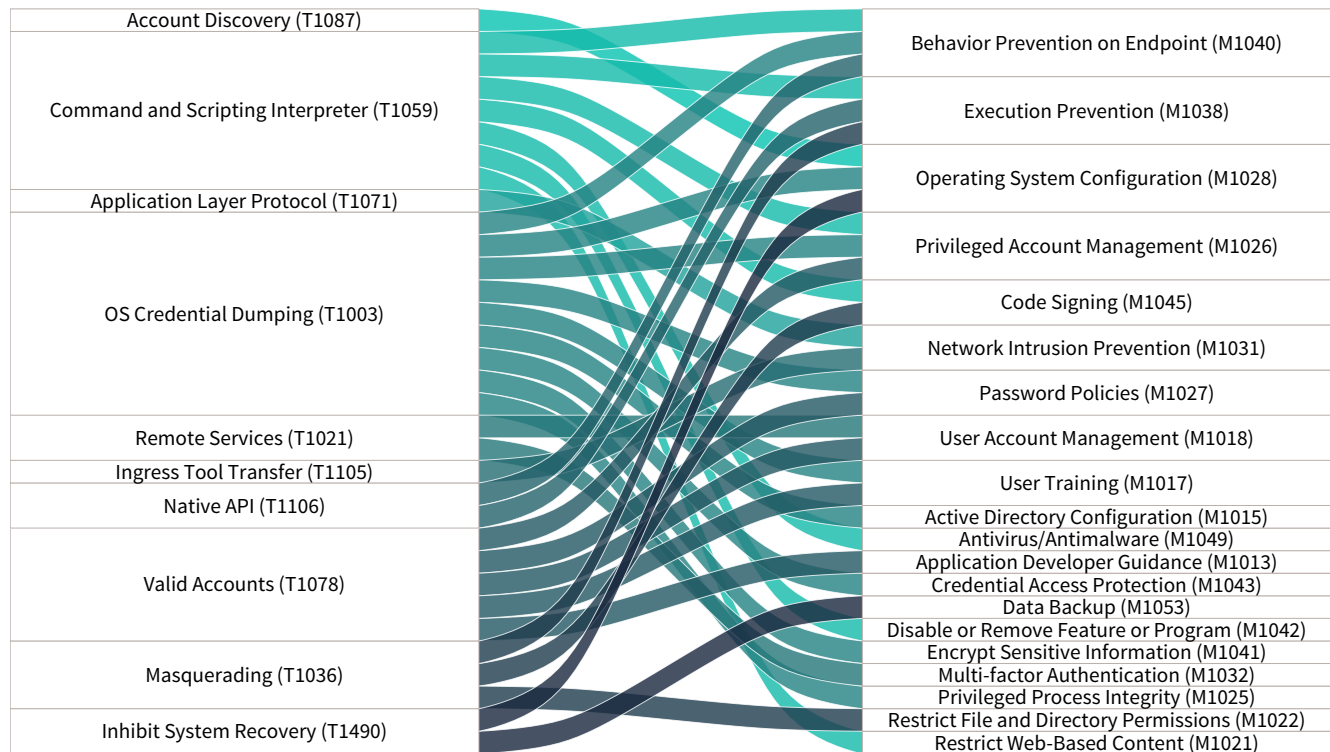 Account Discovery (T1087)
Command and Scripting Interpreter (T1059)
Application Layer Protocol (T1071)
OS Credential Dumping (T1003)
Remote Services (T1021)
Ingress Tool Transfer (T1105)
Native API (T1106)
Valid Accounts (T1078)
Masquerading (T1036)
Inhibit System Recovery (T1490)
Behavior Prevention on Endpoint (M1040)
Execution Prevention (M1038)
Operating System Configuration (M1028)
Privileged Account Management (M1026)
Code Signing (M1045)
Network Intrusion Prevention (M1031)
Password Policies (M1027)
User Account Management (M1018)
User Training (M1017)
Active Directory Configuration (M1015)
Antivirus/Antimalware (M1049)
Application Developer Guidance (M1013)
Credential Access Protection (M1043)
Data Backup (M1053)
Disable or Remove Feature or Program (M1042)
Encrypt Sensitive Information (M1041)
Multi-factor Authentication (M1032)
Privileged Process Integrity (M1025)
Restrict File and Directory Permissions (M1022)
Restrict Web-Based Content (M1021)